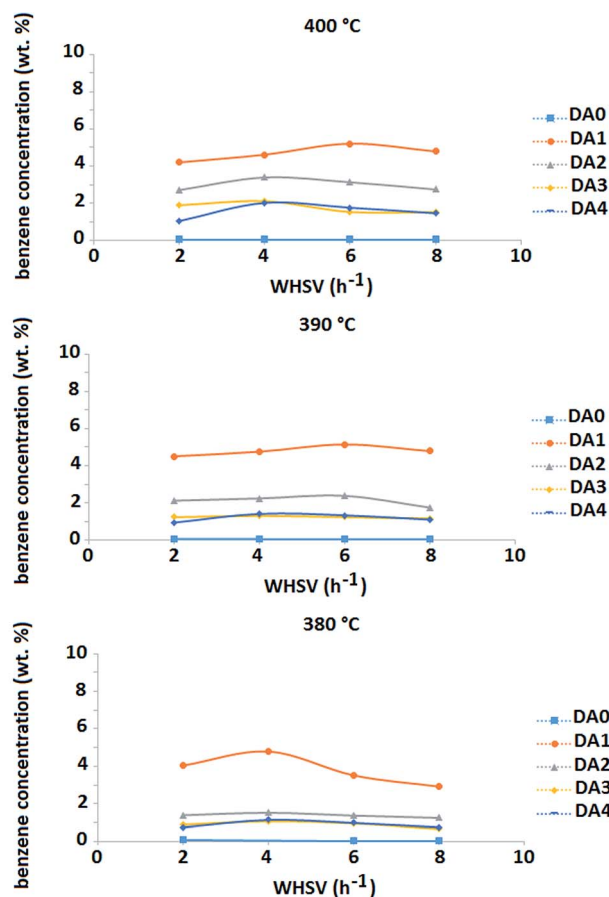 400 °C
benzene concentration (wt. %)
10
8
6
4
2
0
0 2 4 6 8 10
WHSV (h⁻¹)
DA0
DA1
DA2
DA3
DA4
390 °C
benzene concentration (wt. %)
10
8
6
4
2
0
0 2 4 6 8 10
WHSV (h⁻¹)
DA0
DA1
DA2
DA3
DA4
380 °C
benzene concentration (wt. %)
10
8
6
4
2
0
0 2 4 6 8 10
WHSV (h⁻¹)
DA0
DA1
DA2
DA3
DA4